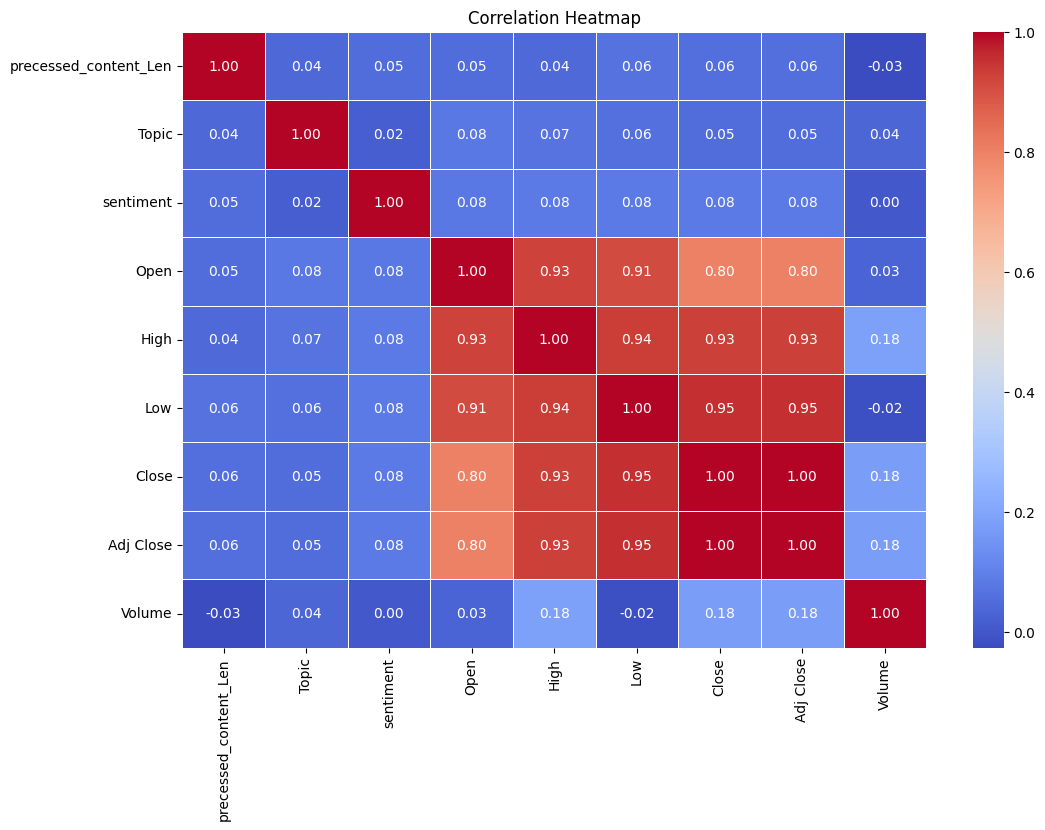 Correlation Heatmap
precessed_content_Len 1.00 0.04 0.05 0.05 0.04 0.06 0.06 0.06 -0.03
Topic 0.04 1.00 0.02 0.08 0.07 0.06 0.05 0.05 0.04
sentiment 0.05 0.02 1.00 0.08 0.08 0.08 0.08 0.08 0.00
Open 0.05 0.08 0.08 1.00 0.93 0.91 0.80 0.80 0.03
High 0.04 0.07 0.08 0.93 1.00 0.94 0.93 0.93 0.18
Low 0.06 0.06 0.08 0.91 0.94 1.00 0.95 0.95 -0.02
Close 0.06 0.05 0.08 0.80 0.93 0.95 1.00 1.00 0.18
Adj Close 0.06 0.05 0.08 0.80 0.93 0.95 1.00 1.00 0.18
Volume -0.03 0.04 0.00 0.03 0.18 -0.02 0.18 0.18 1.00
precessed_content_Len
Topic
sentiment
Open
High
Low
Close
Adj Close
Volume
1.0
0.8
0.6
0.4
0.2
0.0